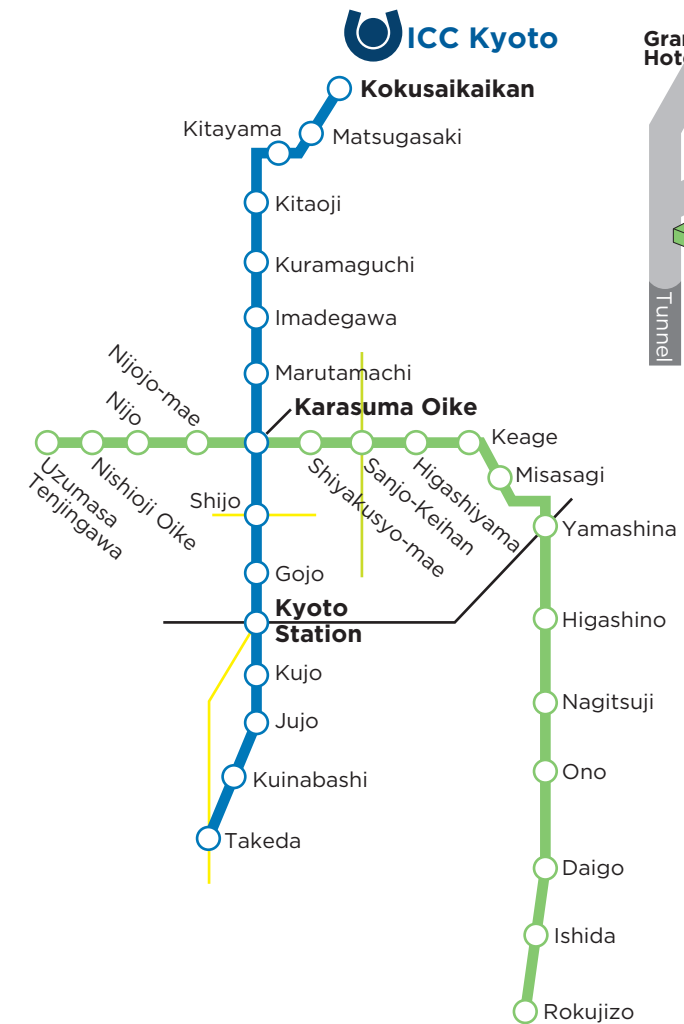 ICC Kyoto
Kokusaikaikan
Kitayama
Matsugasaki
Kitaoji
Kuramaguchi
Imadegawa
Marutamachi
Karasuma Oike
Nijojo-mae
Nijo
Nishioji Oike
Uzumasa
Tenjingawa
Shiyakusyo-mae
Sanjo-Keihan
Higashiyama
Keage
Misasagi
Yamashina
Shijo
Gojo
Kyoto
Station
Higashino
Kujo
Nagitsuji
Jujo
Ono
Kuinabashi
Takeda
Daigo
Ishida
Rokujizo
Tunnel